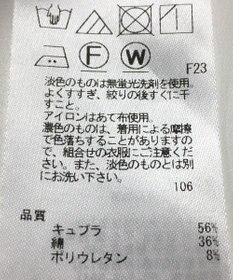 F
W
F23
淡色のものは無蛍光洗剤を使用。
よくすすぎ、絞りの後すぐに干
すこと。
アイロンはあて布使用。
濃色のものは、着用による摩擦
で色落ちすることがありますの
で、組合せの衣服にご注意くださ
い。また、淡色のものとは別に
お洗い下さい。
106
品質
キュプラ 56%
綿 36%
ポリウレタン 8%